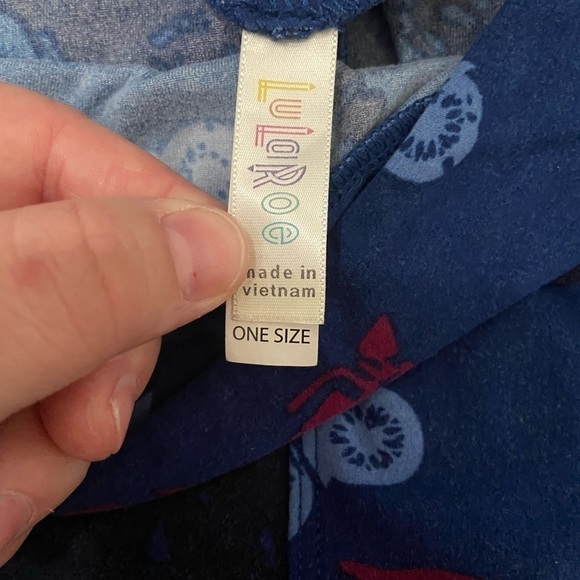 LuLaRoe
made in
vietnam
ONE SIZE